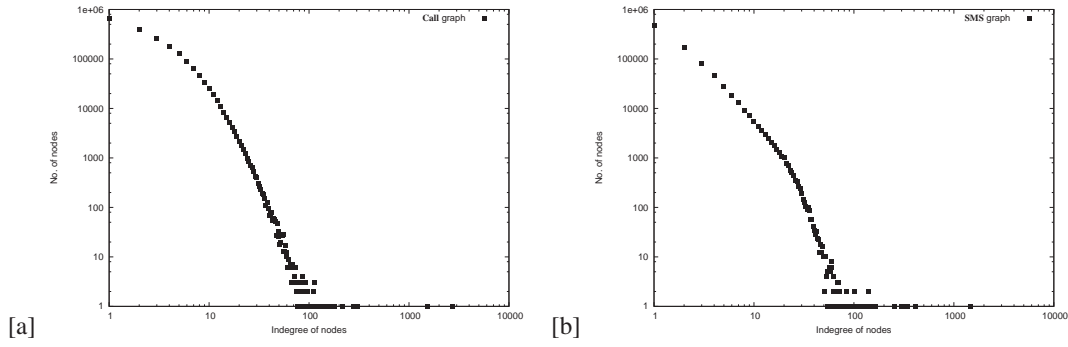 1e+06
100000
10000
1000
100
10
1
No. of nodes
1 10 100 1000 10000
Indegree of nodes
Call graph
[a]
1e+06
100000
10000
1000
100
10
1
No. of nodes
1 10 100 1000 10000
Indegree of nodes
SMS graph
[b]